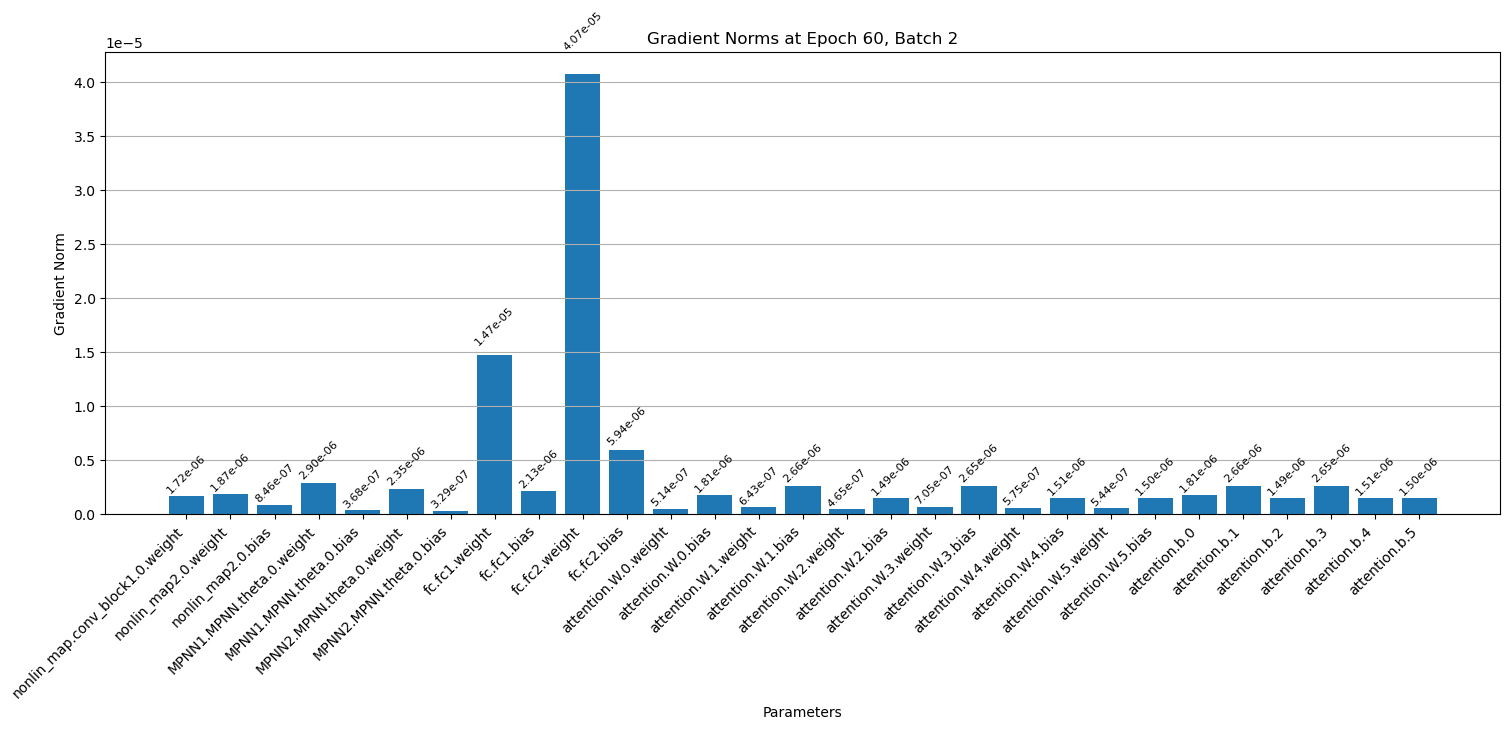 Gradient Norms at Epoch 60, Batch 2
1e−5
4.0
3.5
3.0
2.5
2.0
1.5
1.0
0.5
0.0
Gradient Norm
1.72e-06
1.87e-06
8.46e-07
2.90e-06
3.68e-07
2.35e-06
3.29e-07
1.47e-05
2.13e-06
4.07e-05
5.94e-06
5.14e-07
1.81e-06
6.43e-07
2.66e-06
4.65e-07
1.49e-06
7.05e-07
2.65e-06
5.75e-07
1.51e-06
5.44e-07
1.50e-06
1.81e-06
2.66e-06
1.49e-06
2.65e-06
1.51e-06
1.50e-06
nonlin_map.conv_block1.0.weight
nonlin_map2.0.weight
nonlin_map2.0.bias
MPNN1.MPNN.theta.0.weight
MPNN1.MPNN.theta.0.bias
MPNN2.MPNN.theta.0.weight
MPNN2.MPNN.theta.0.bias
fc.fc1.weight
fc.fc1.bias
fc.fc2.weight
fc.fc2.bias
attention.W.0.weight
attention.W.0.bias
attention.W.1.weight
attention.W.1.bias
attention.W.2.weight
attention.W.2.bias
attention.W.3.weight
attention.W.3.bias
attention.W.4.weight
attention.W.4.bias
attention.W.5.weight
attention.W.5.bias
attention.b.0
attention.b.1
attention.b.2
attention.b.3
attention.b.4
attention.b.5
Parameters